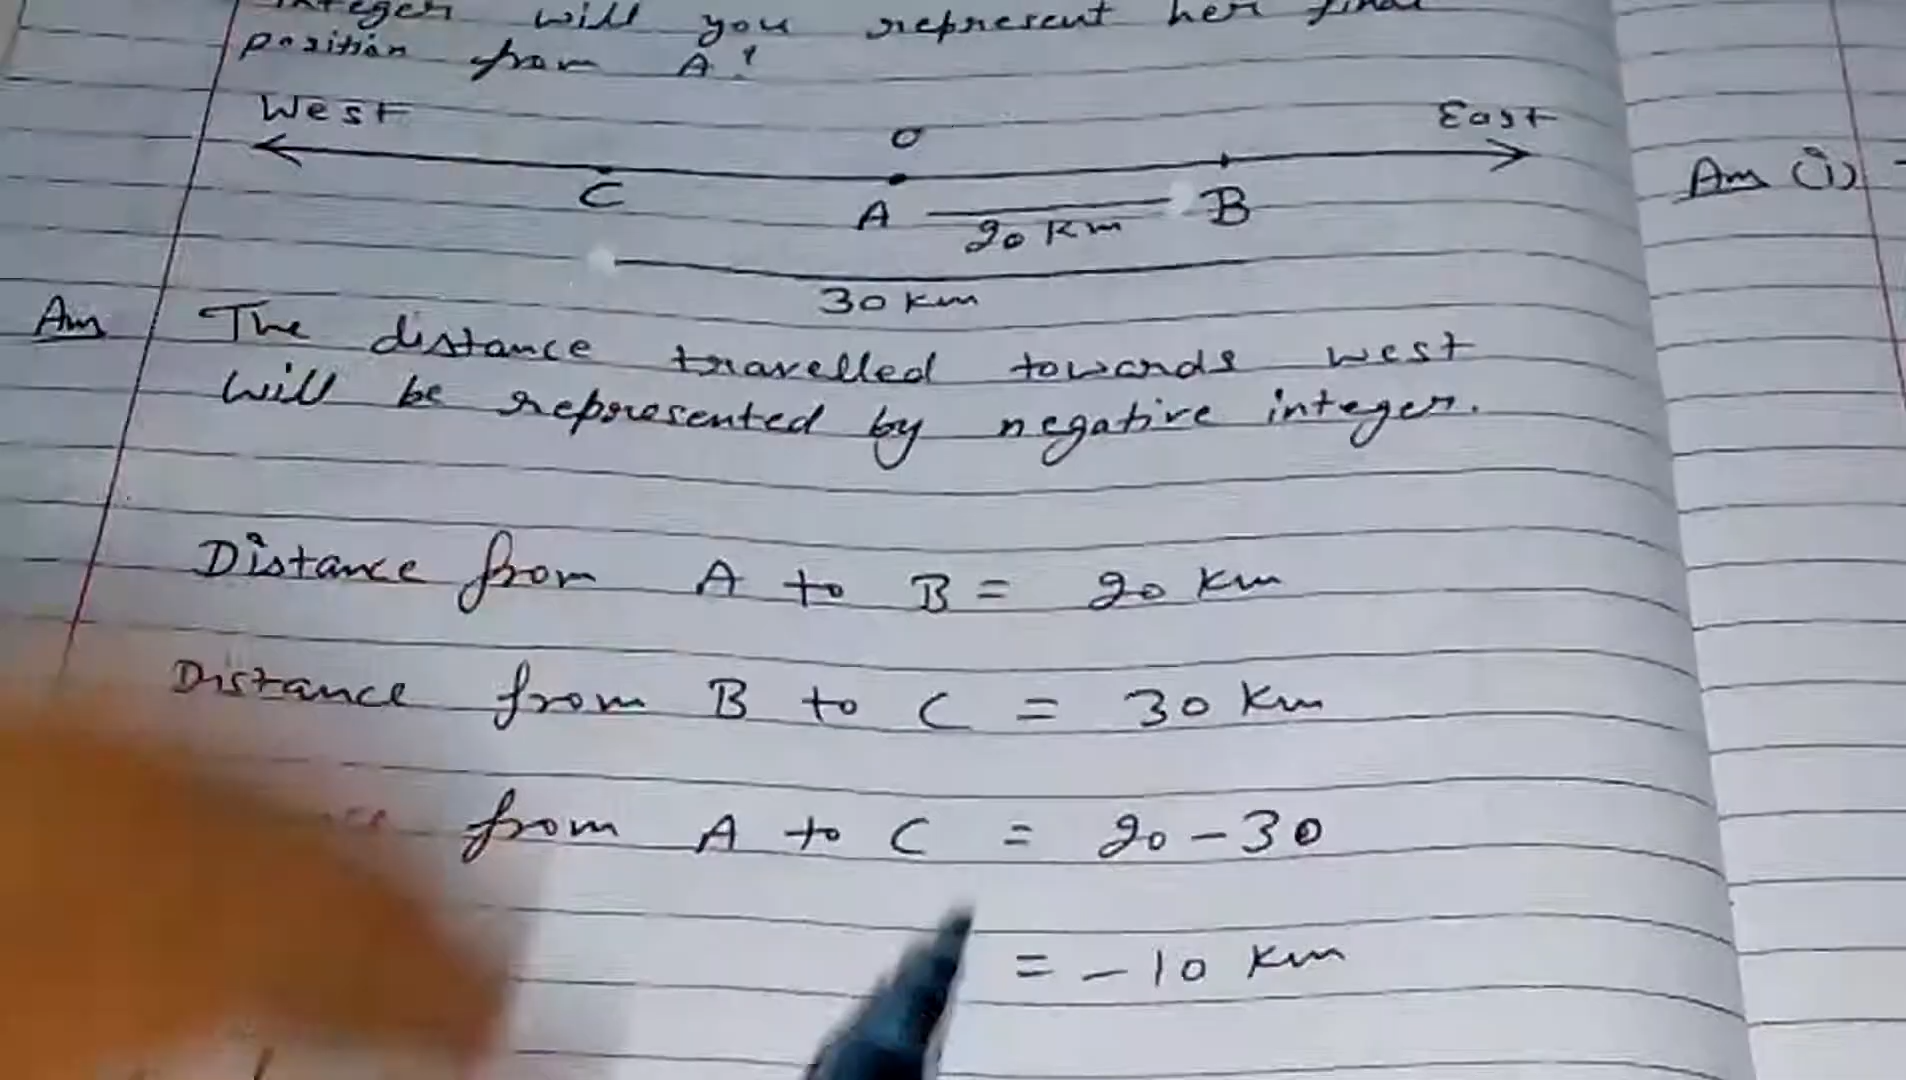 integer will you represent her final
position from A?
West
East
0
C
A
20 km
B
30 km
Ans (i)
Ans The distance travelled towards west
will be represented by negative integer.
Distance from A to B = 20 km
Distance from B to C = 30 km
from A to C = 20 - 30
= -10 km